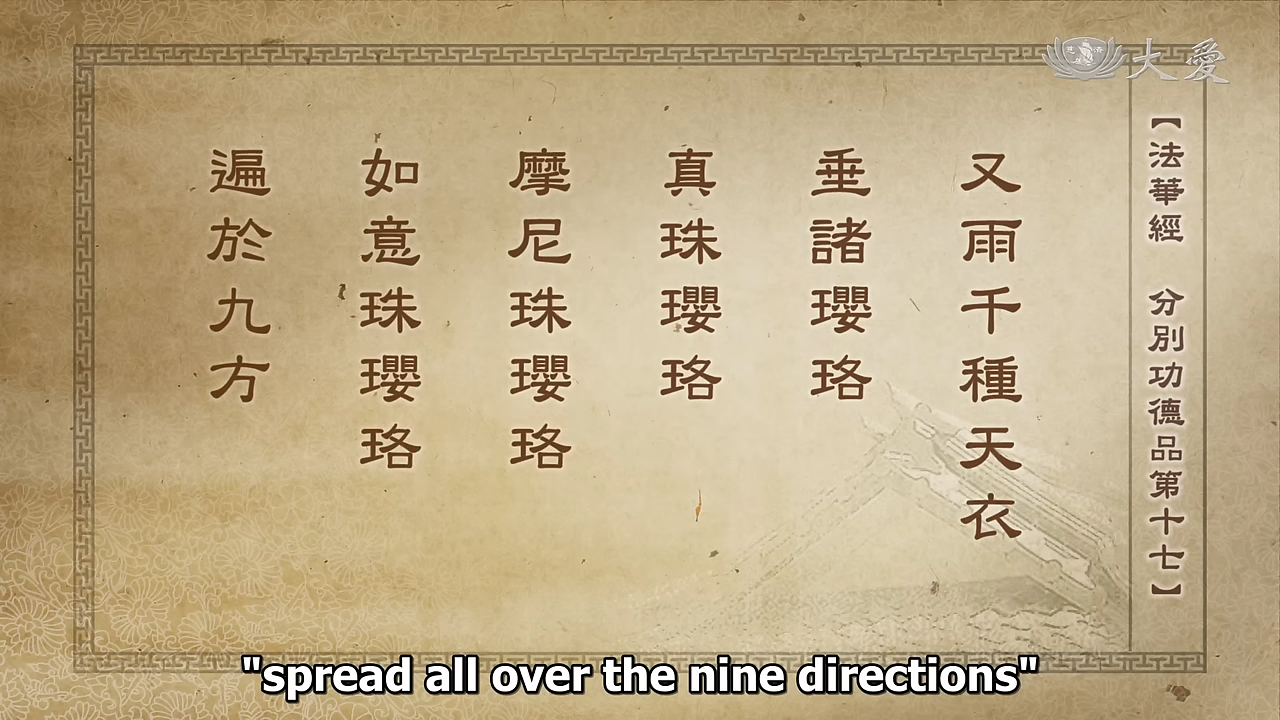 大愛
【法華經 分別功德品第十七】
又雨千種天衣
垂諸瓔珞
真珠瓔珞
摩尼珠瓔珞
如意珠瓔珞
遍於九方
"spread all over the nine directions"